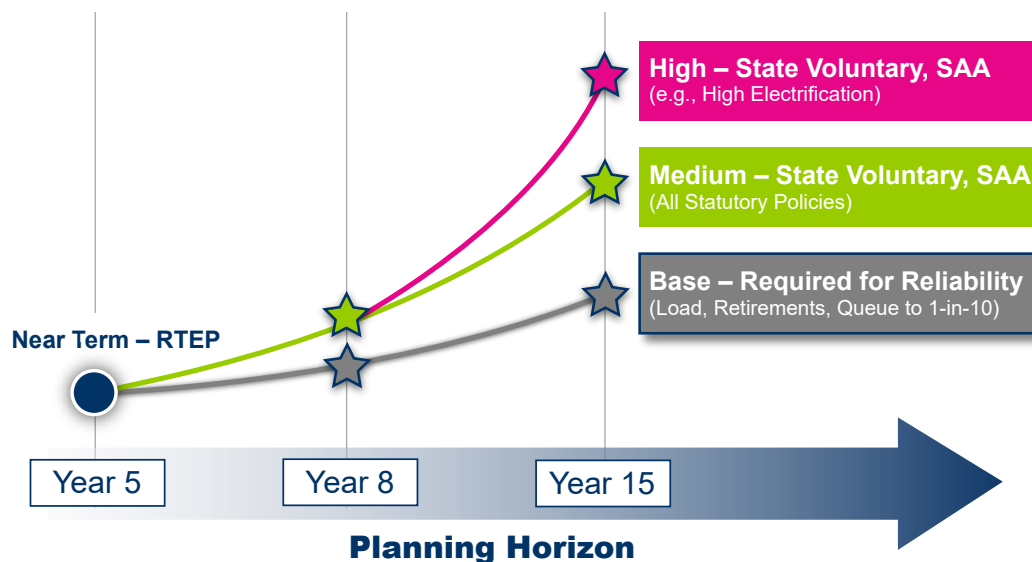 High – State Voluntary, SAA
(e.g., High Electrification)
Medium – State Voluntary, SAA
(All Statutory Policies)
Base – Required for Reliability
(Load, Retirements, Queue to 1-in-10)
Near Term – RTEP
Year 5
Year 8
Year 15
Planning Horizon